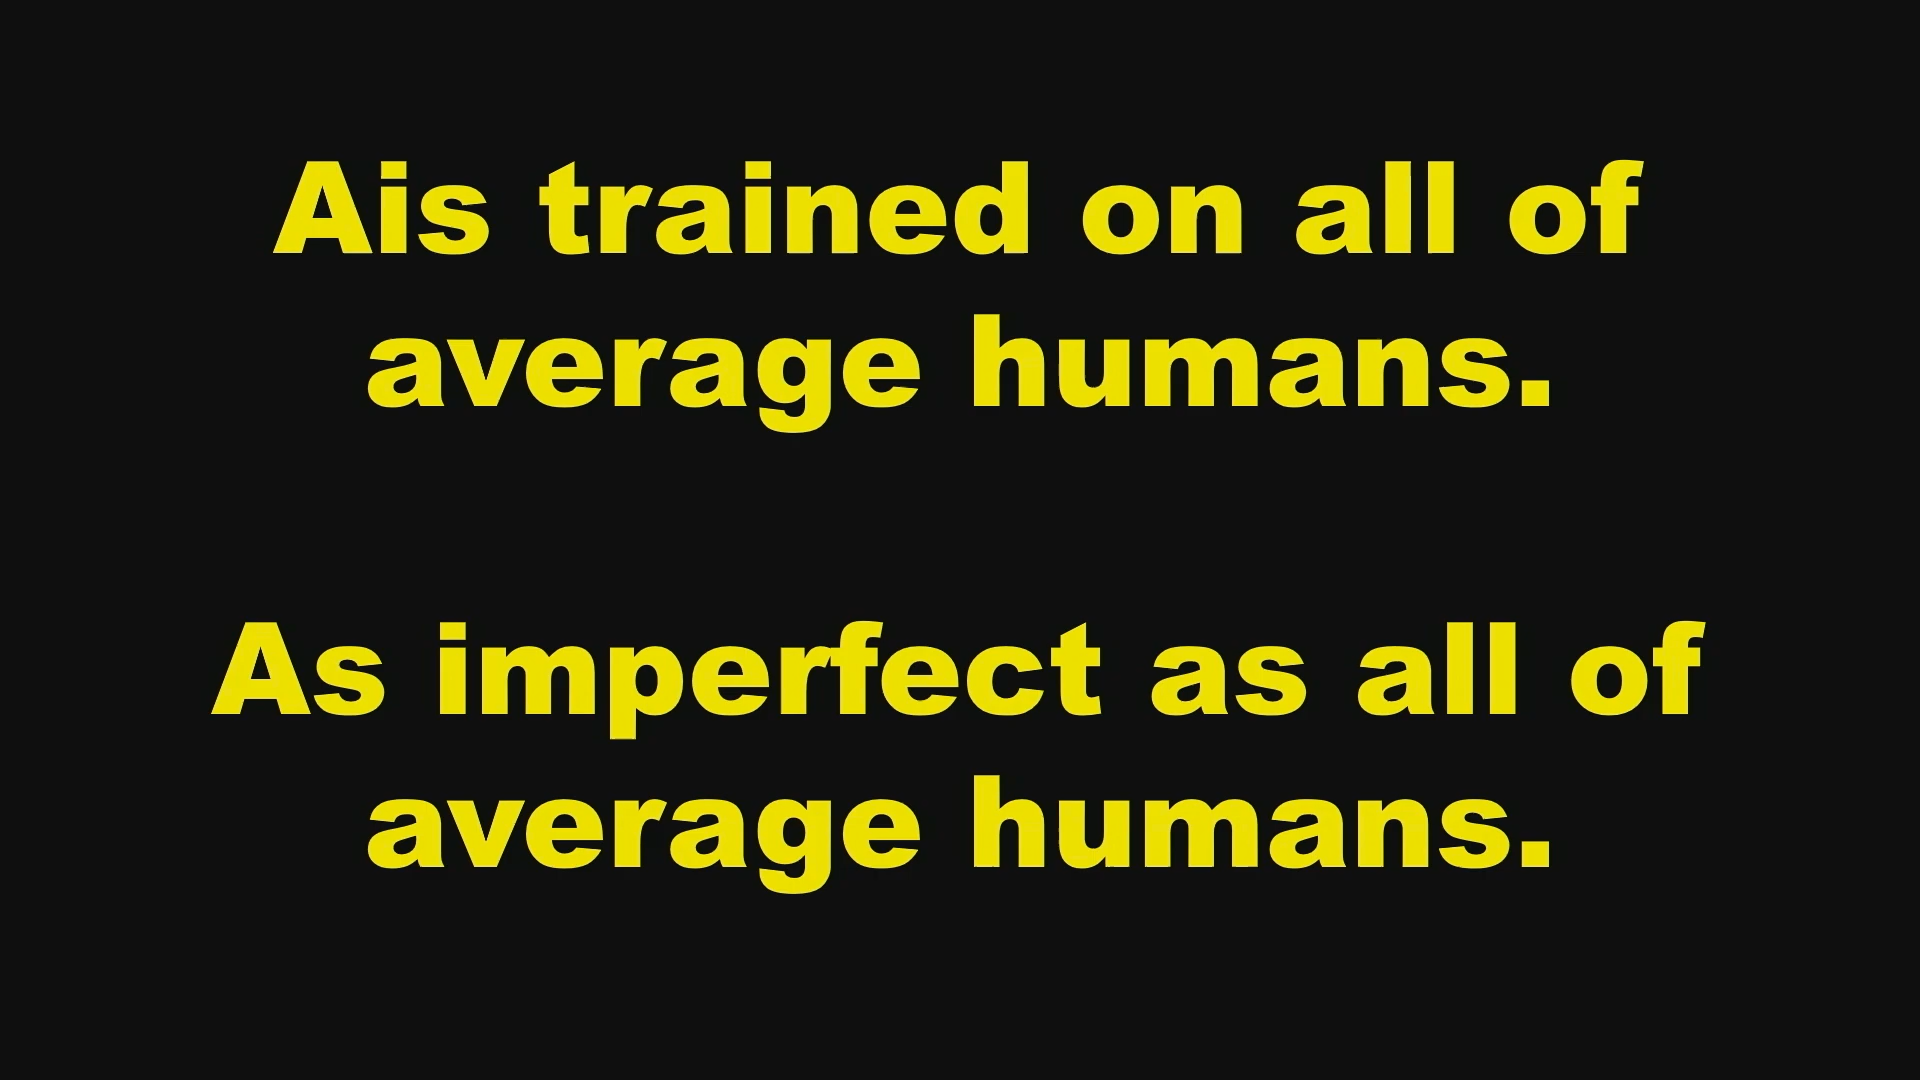 Ais trained on all of
average humans.
As imperfect as all of
average humans.